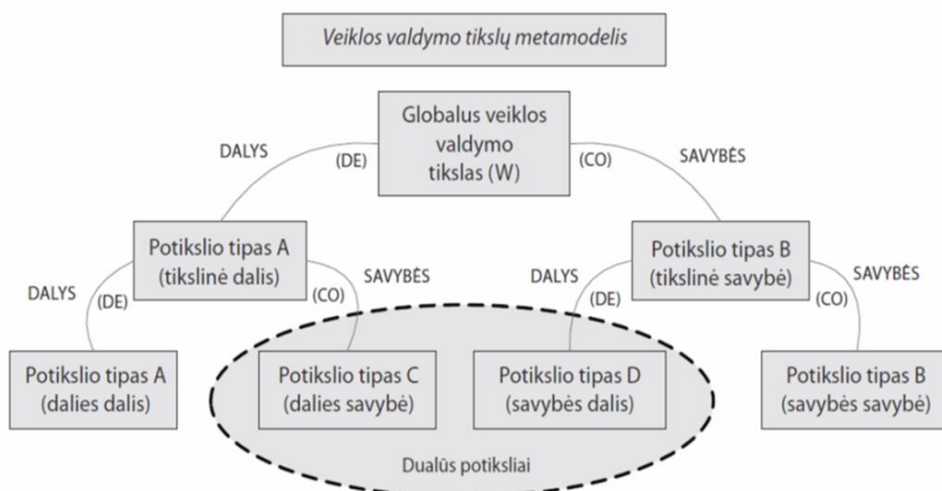 Veiklos valdymo tikslų metamodelis
Globalus veiklos
valdymo
tikslas (W)
DALYS
(DE)
(CO)
SAVYBĖS
Potikslio tipas A
(tikslinė dalis)
Potikslio tipas B
(tikslinė savybė)
DALYS
(DE)
(CO)
SAVYBĖS
DALYS
(DE)
(CO)
SAVYBĖS
Potikslio tipas A
(dalies dalis)
Potikslio tipas C
(dalies savybė)
Potikslio tipas D
(savybės dalis)
Potikslio tipas B
(savybės savybė)
Dualūs potiksliai